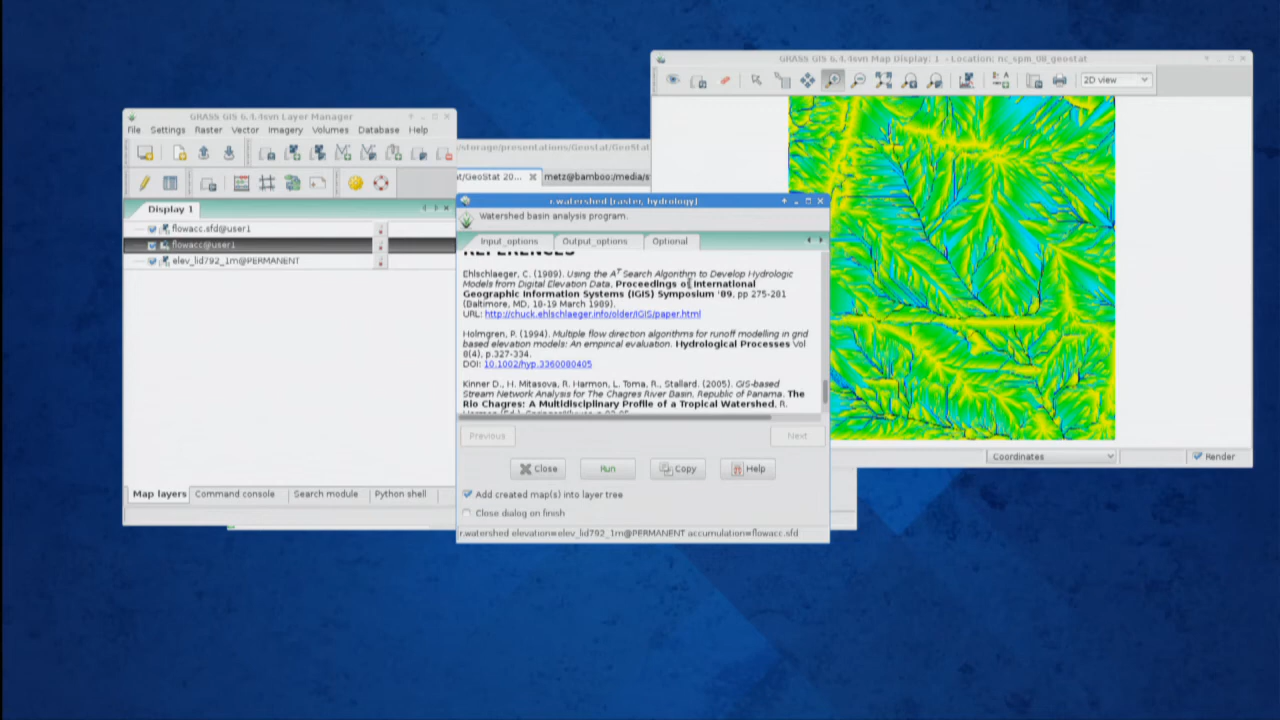 GRASS GIS 6.4.4svn Map Display: 1 - Location: nc_spm_08_geostat
2D view
GRASS GIS 6.4.4svn Layer Manager
File Settings Raster Vector Imagery Volumes Database Help
/storage/presentations/GeoStat/GeoStat
at/GeoStat 20... metz@bamboo:/media/s
Display 1
r.watershed [raster, hydrology]
Watershed basin analysis program.
Input_options Output_options Optional
flowacc.sfd@user1
flowacc@user1
elev_lid792_1m@PERMANENT
REFERENCES
Ehlschlaeger, C. (1989). Using the A^T Search Algorithm to Develop Hydrologic
Models from Digital Elevation Data, Proceedings of International
Geographic Information Systems (IGIS) Symposium '89, pp 275-281
(Baltimore, MD, 18-19 March 1989).
URL: http://chuck.ehlschlaeger.info/older/IGIS/paper.html
Holmgren, P. (1994). Multiple flow direction algorithms for runoff modelling in grid
based elevation models: An empirical evaluation. Hydrological Processes Vol
8(4), p.327-334.
DOI: 10.1002/hyp.3360080405
Kinner D., H. Mitasova, R. Harmon, L. Toma, R., Stallard. (2005). GIS-based
Stream Network Analysis for The Chagres River Basin, Republic of Panama. The
Rio Chagres: A Multidisciplinary Profile of a Tropical Watershed, R.
Previous Next
Coordinates Render
Close Run Copy Help
Map layers Command console Search module Python shell
Add created map(s) into layer tree
Close dialog on finish
r.watershed elevation=elev_lid792_1m@PERMANENT accumulation=flowacc.sfd